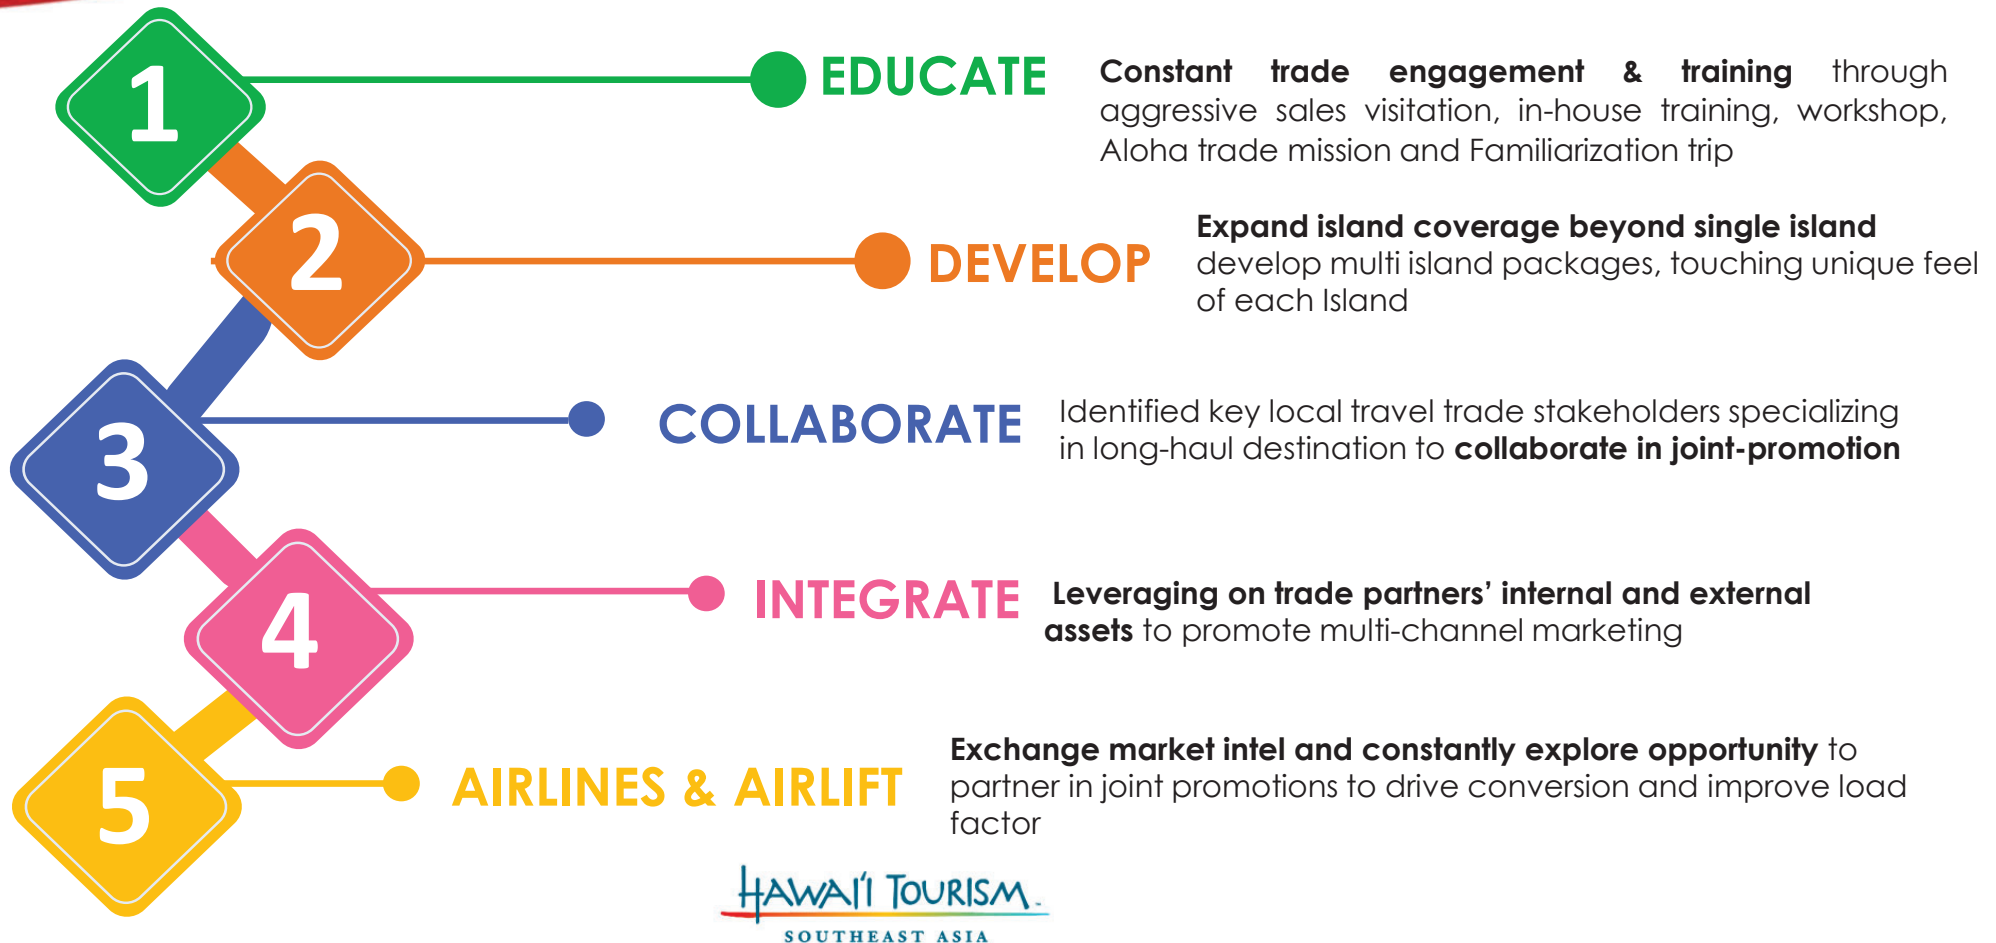 1
EDUCATE
Constant trade engagement & training through
aggressive sales visitation, in-house training, workshop,
Aloha trade mission and Familiarization trip
2
DEVELOP
Expand island coverage beyond single island
develop multi island packages, touching unique feel
of each Island
3
COLLABORATE
Identified key local travel trade stakeholders specializing
in long-haul destination to collaborate in joint-promotion
4
INTEGRATE
Leveraging on trade partners’ internal and external
assets to promote multi-channel marketing
5
AIRLINES & AIRLIFT
Exchange market intel and constantly explore opportunity to
partner in joint promotions to drive conversion and improve load
factor
HAWAI‘I TOURISM
SOUTHEAST ASIA